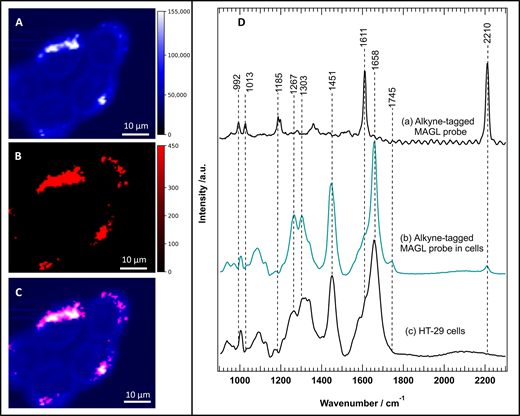 A
155,000
100,000
50,000
0
10 µm
B
450
400
300
200
100
0
10 µm
C
10 µm
D
Intensity /a.u.
992
1013
1185
1267
1303
1451
1611
1658
1745
2210
(a) Alkyne-tagged
MAGL probe
(b) Alkyne-tagged
MAGL probe in cells
(c) HT-29 cells
1000 1200 1400 1600 1800 2000 2200
Wavenumber / cm⁻¹